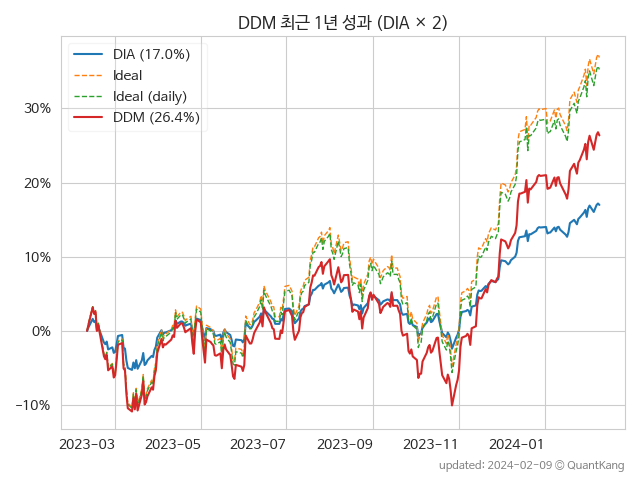 DDM 최근 1년 성과 (DIA × 2)
DIA (17.0%)
Ideal
Ideal (daily)
DDM (26.4%)
30%
20%
10%
0%
−10%
2023-03 2023-05 2023-07 2023-09 2023-11 2024-01
updated: 2024-02-09 © QuantKang